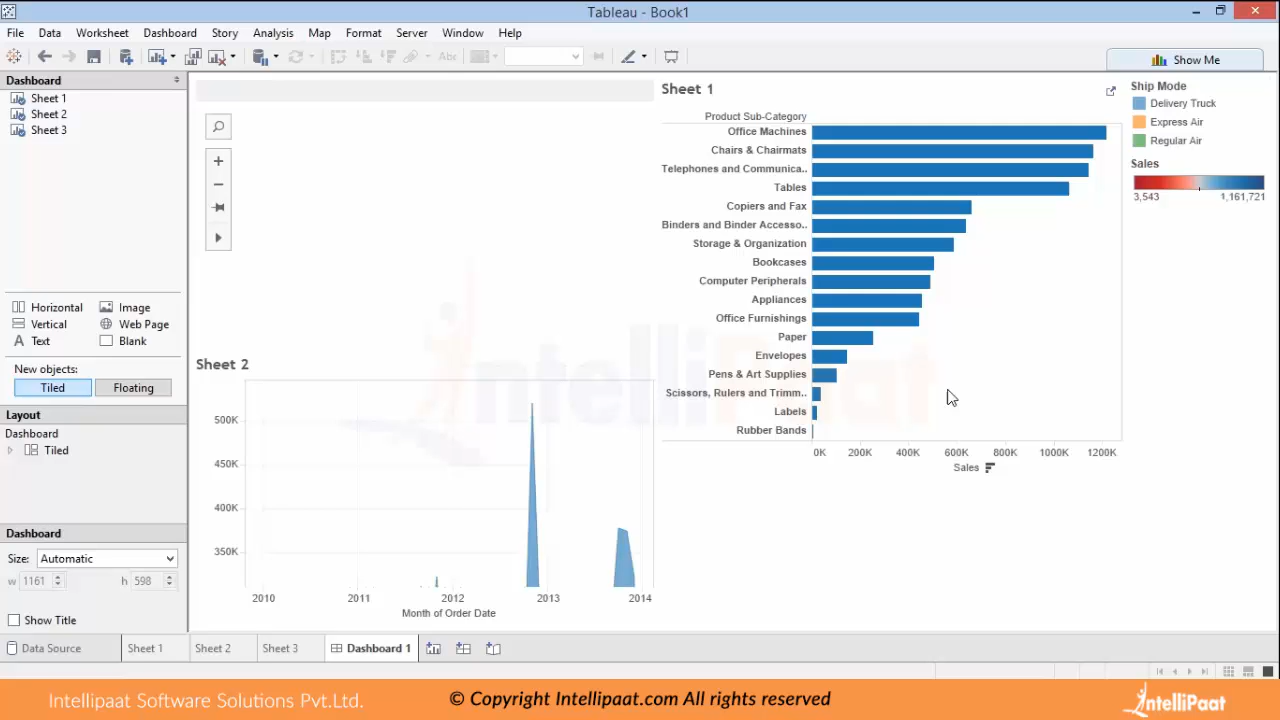 Tableau - Book1
File Data Worksheet Dashboard Story Analysis Map Format Server Window Help
Abc
Show Me
Dashboard
Sheet 1
Sheet 2
Sheet 3
Horizontal Image
Vertical Web Page
A Text Blank
New objects:
Tiled Floating
Layout
Dashboard
Tiled
Dashboard
Size: Automatic
w 1161 h 598
Show Title
Sheet 1
Product Sub-Category
Office Machines
Chairs & Chairmats
Telephones and Communica..
Tables
Copiers and Fax
Binders and Binder Accesso..
Storage & Organization
Bookcases
Computer Peripherals
Appliances
Office Furnishings
Paper
Envelopes
Pens & Art Supplies
Scissors, Rulers and Trimm..
Labels
Rubber Bands
0K 200K 400K 600K 800K 1000K 1200K
Sales
Ship Mode
Delivery Truck
Express Air
Regular Air
Sales
3,543 1,161,721
Sheet 2
500K
450K
400K
350K
2010 2011 2012 2013 2014
Month of Order Date
IntelliPaat
Data Source Sheet 1 Sheet 2 Sheet 3 Dashboard 1
Intellipaat Software Solutions Pvt.Ltd.
© Copyright Intellipaat.com All rights reserved
IntelliPaat